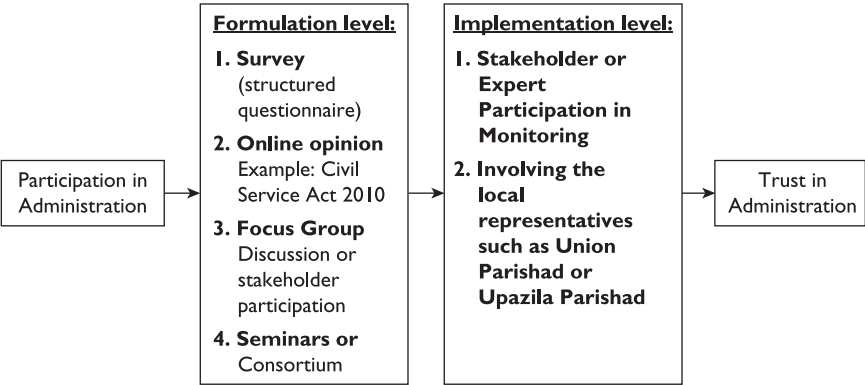 Participation in
Administration
Formulation level:
1. Survey
(structured
questionnaire)
2. Online opinion
Example: Civil
Service Act 2010
3. Focus Group
Discussion or
stakeholder
participation
4. Seminars or
Consortium
Implementation level:
1. Stakeholder or
Expert
Participation in
Monitoring
2. Involving the
local
representatives
such as Union
Parishad or
Upazila Parishad
Trust in
Administration